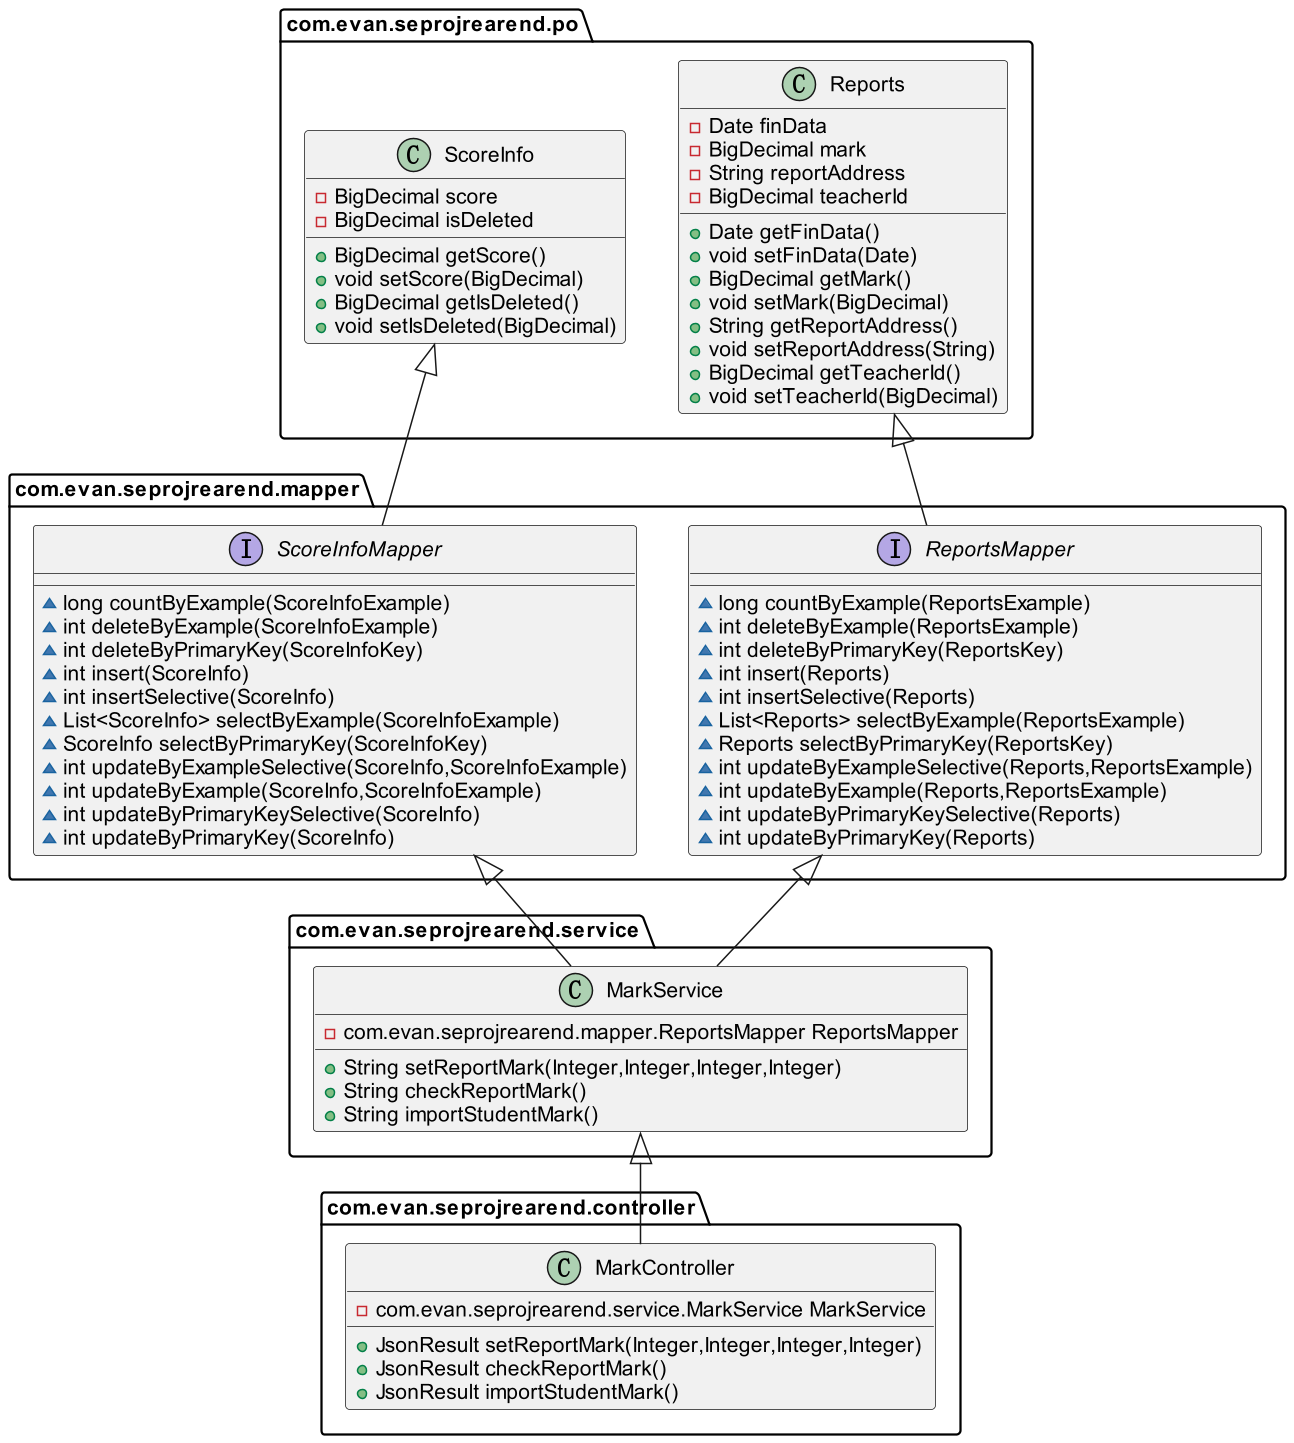 com.evan.seprojrearend.po
C Reports
Date finData
BigDecimal mark
String reportAddress
BigDecimal teacherId
Date getFinData()
void setFinData(Date)
BigDecimal getMark()
void setMark(BigDecimal)
String getReportAddress()
void setReportAddress(String)
BigDecimal getTeacherId()
void setTeacherId(BigDecimal)
C ScoreInfo
BigDecimal score
BigDecimal isDeleted
BigDecimal getScore()
void setScore(BigDecimal)
BigDecimal getIsDeleted()
void setIsDeleted(BigDecimal)
com.evan.seprojrearend.mapper
I ScoreInfoMapper
long countByExample(ScoreInfoExample)
int deleteByExample(ScoreInfoExample)
int deleteByPrimaryKey(ScoreInfoKey)
int insert(ScoreInfo)
int insertSelective(ScoreInfo)
List<ScoreInfo> selectByExample(ScoreInfoExample)
ScoreInfo selectByPrimaryKey(ScoreInfoKey)
int updateByExampleSelective(ScoreInfo,ScoreInfoExample)
int updateByExample(ScoreInfo,ScoreInfoExample)
int updateByPrimaryKeySelective(ScoreInfo)
int updateByPrimaryKey(ScoreInfo)
I ReportsMapper
long countByExample(ReportsExample)
int deleteByExample(ReportsExample)
int deleteByPrimaryKey(ReportsKey)
int insert(Reports)
int insertSelective(Reports)
List<Reports> selectByExample(ReportsExample)
Reports selectByPrimaryKey(ReportsKey)
int updateByExampleSelective(Reports,ReportsExample)
int updateByExample(Reports,ReportsExample)
int updateByPrimaryKeySelective(Reports)
int updateByPrimaryKey(Reports)
com.evan.seprojrearend.service
C MarkService
com.evan.seprojrearend.mapper.ReportsMapper ReportsMapper
String setReportMark(Integer,Integer,Integer,Integer)
String checkReportMark()
String importStudentMark()
com.evan.seprojrearend.controller
C MarkController
com.evan.seprojrearend.service.MarkService MarkService
JsonResult setReportMark(Integer,Integer,Integer,Integer)
JsonResult checkReportMark()
JsonResult importStudentMark()